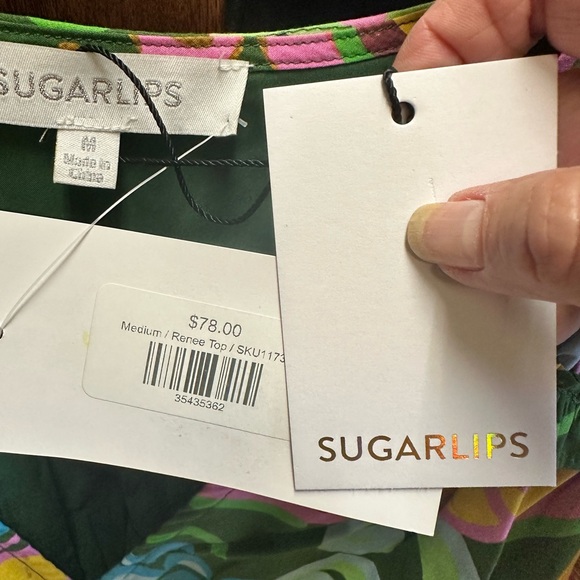 SUGARLIPS
M
Made in
China
$78.00
Medium / Renee Top / SKU1173
35435362
SUGARLIPS